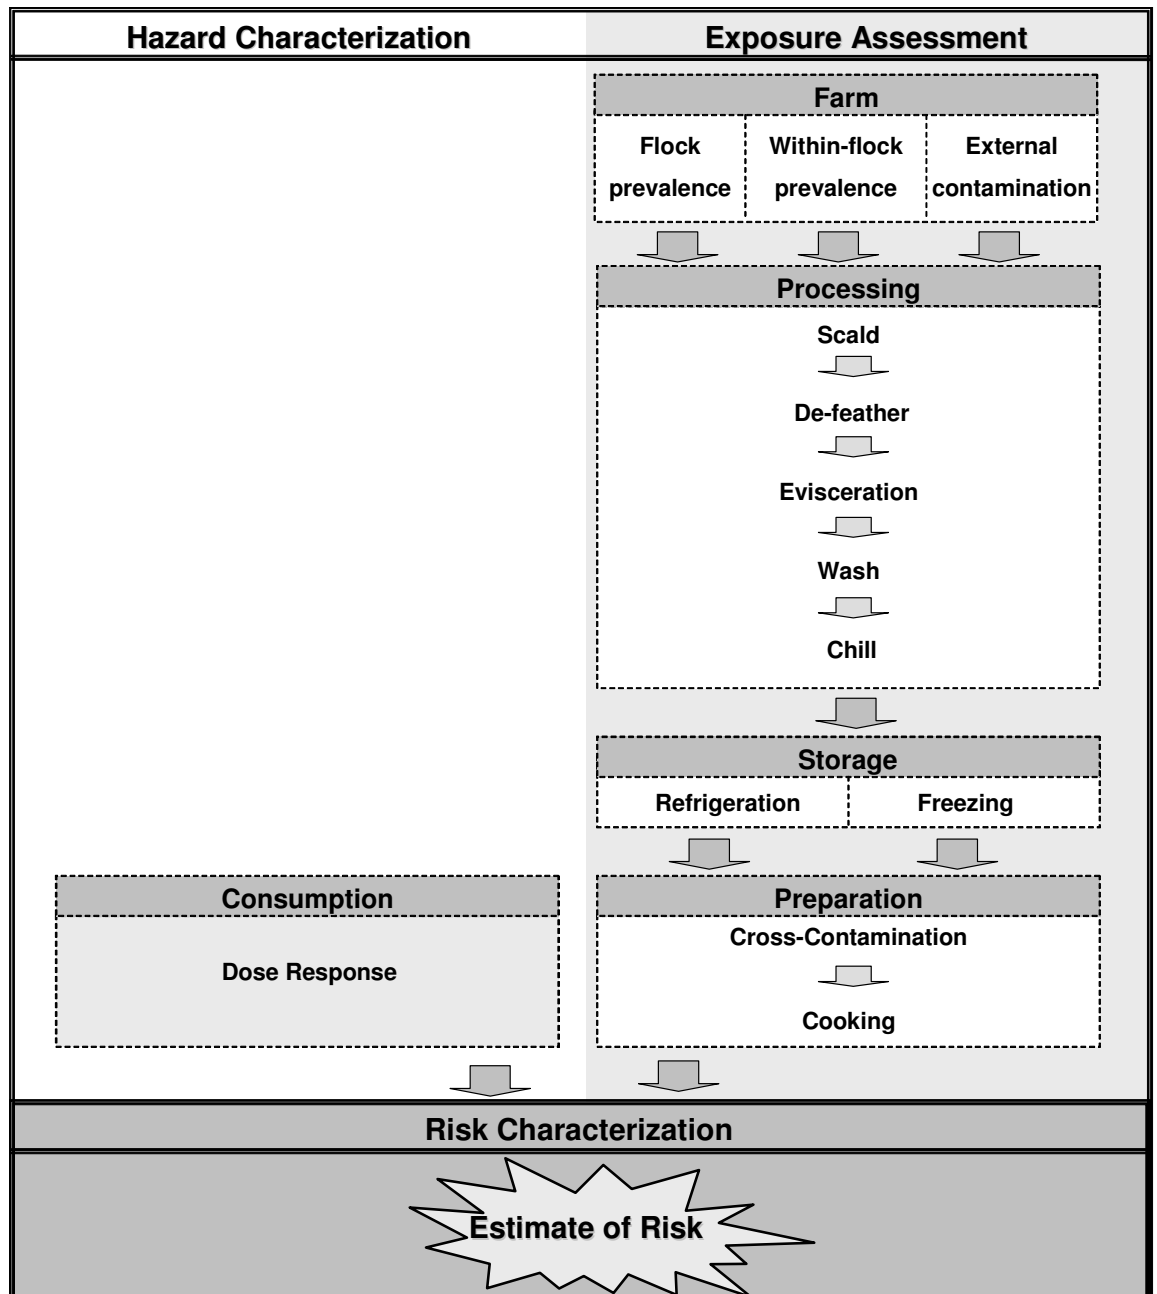 Hazard Characterization
Exposure Assessment
Farm
Flock
prevalence
Within-flock
prevalence
External
contamination
Processing
Scald
De-feather
Evisceration
Wash
Chill
Storage
Refrigeration
Freezing
Consumption
Dose Response
Preparation
Cross-Contamination
Cooking
Risk Characterization
Estimate of Risk